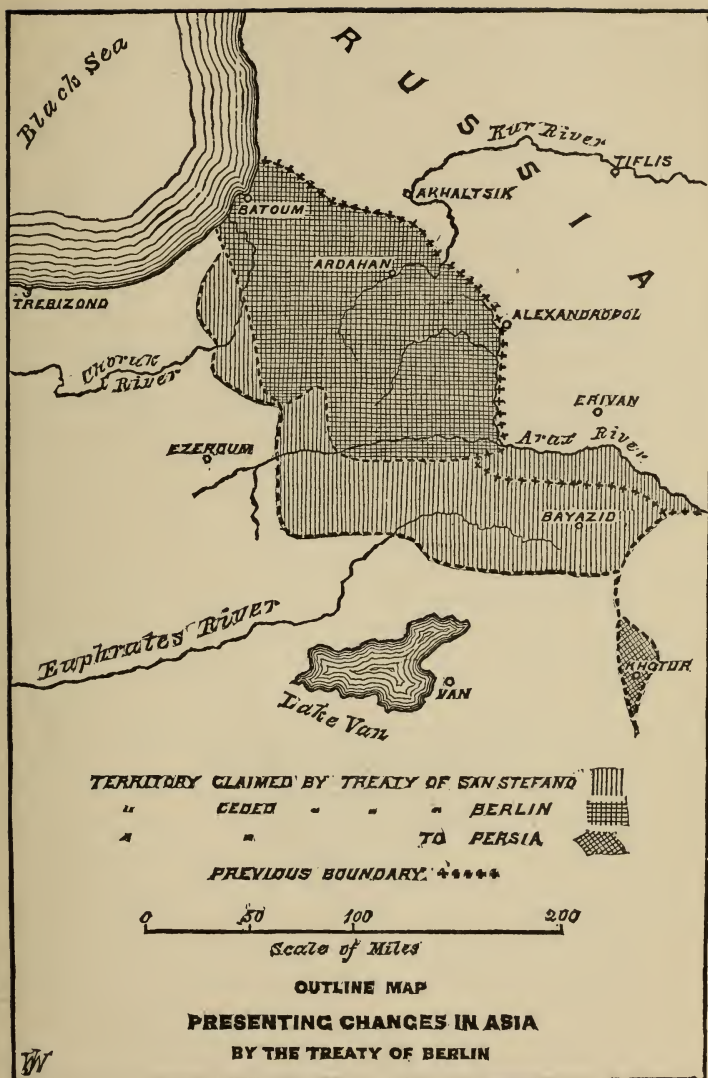 Black Sea
RUSSIA
Kur River
TIFLIS
AKHALTSIK
BATOUM
ARDAHAN
TREBIZOND
ALEXANDROPOL
Choruk
River
ERIVAN
EZEROUM
Arax River
BAYAZID
Euphrates River
KHOTUR
VAN
Lake Van
TERRITORY CLAIMED BY TREATY OF SAN STEFANO
" CEDED " " " BERLIN
" " TO PERSIA
PREVIOUS BOUNDARY. +++++
0 50 100 200
Scale of Miles
OUTLINE MAP
PRESENTING CHANGES IN ASIA
BY THE TREATY OF BERLIN